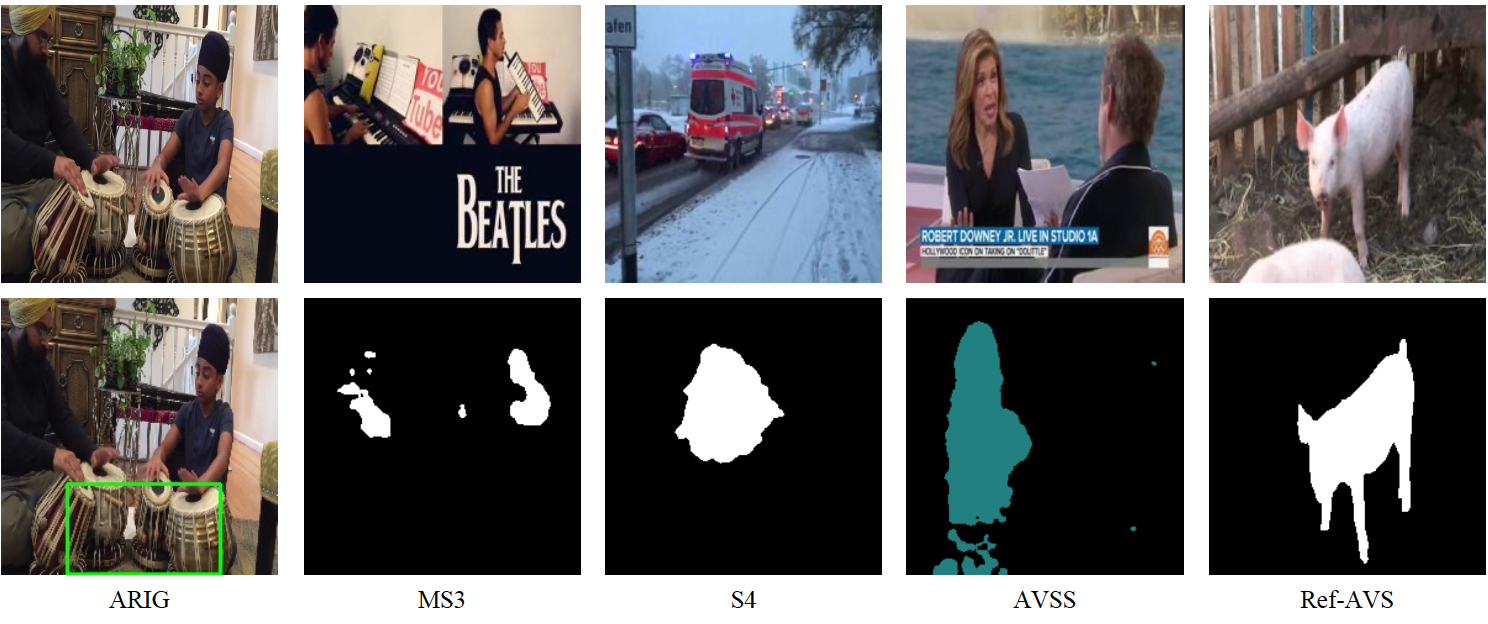 YOU
Tube
YOU
Tube
THE
BEATLES
afen
ROBERT DOWNEY JR. LIVE IN STUDIO 1A
HOLLYWOOD ICON ON TAKING ON "DOLITTLE"
ARIG
MS3
S4
AVSS
Ref-AVS